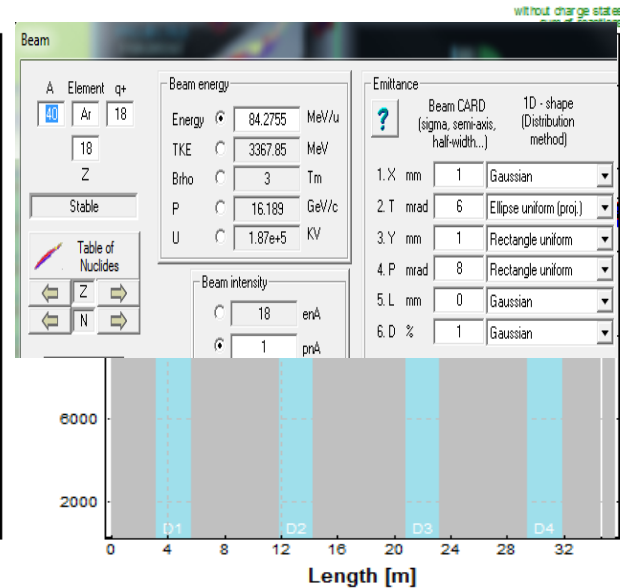 without charge states
Beam
A Element q+
40 Ar 18
18
Z
Stable
Table of
Nuclides
Z
N
Beam energy
Energy 84.2755 MeV/u
TKE 3367.85 MeV
Brho 3 Tm
P 16.189 GeV/c
U 1.87e+5 KV
Beam intensity
18 enA
1 pnA
Emittance
?
Beam CARD
(sigma, semi-axis,
half-width...)
1D - shape
(Distribution
method)
1. X mm 1 Gaussian
2. T mrad 6 Ellipse uniform (proj.)
3. Y mm 1 Rectangle uniform
4. P mrad 8 Rectangle uniform
5. L mm 0 Gaussian
6. D % 1 Gaussian
6000
2000
D1 D2 D3 D4
0 4 8 12 16 20 24 28 32
Length [m]